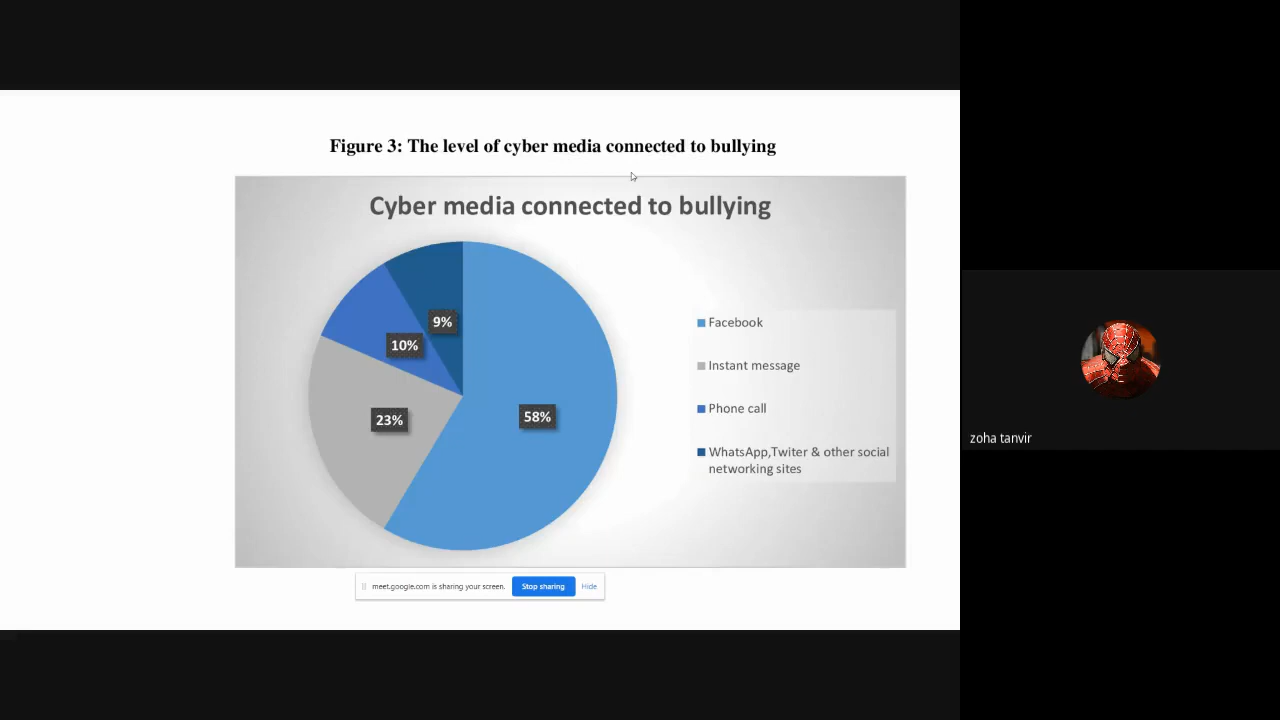 Figure 3: The level of cyber media connected to bullying
Cyber media connected to bullying
9%
10%
23%
58%
Facebook
Instant message
Phone call
WhatsApp,Twiter & other social
networking sites
meet.google.com is sharing your screen. Stop sharing Hide
zoha tanvir